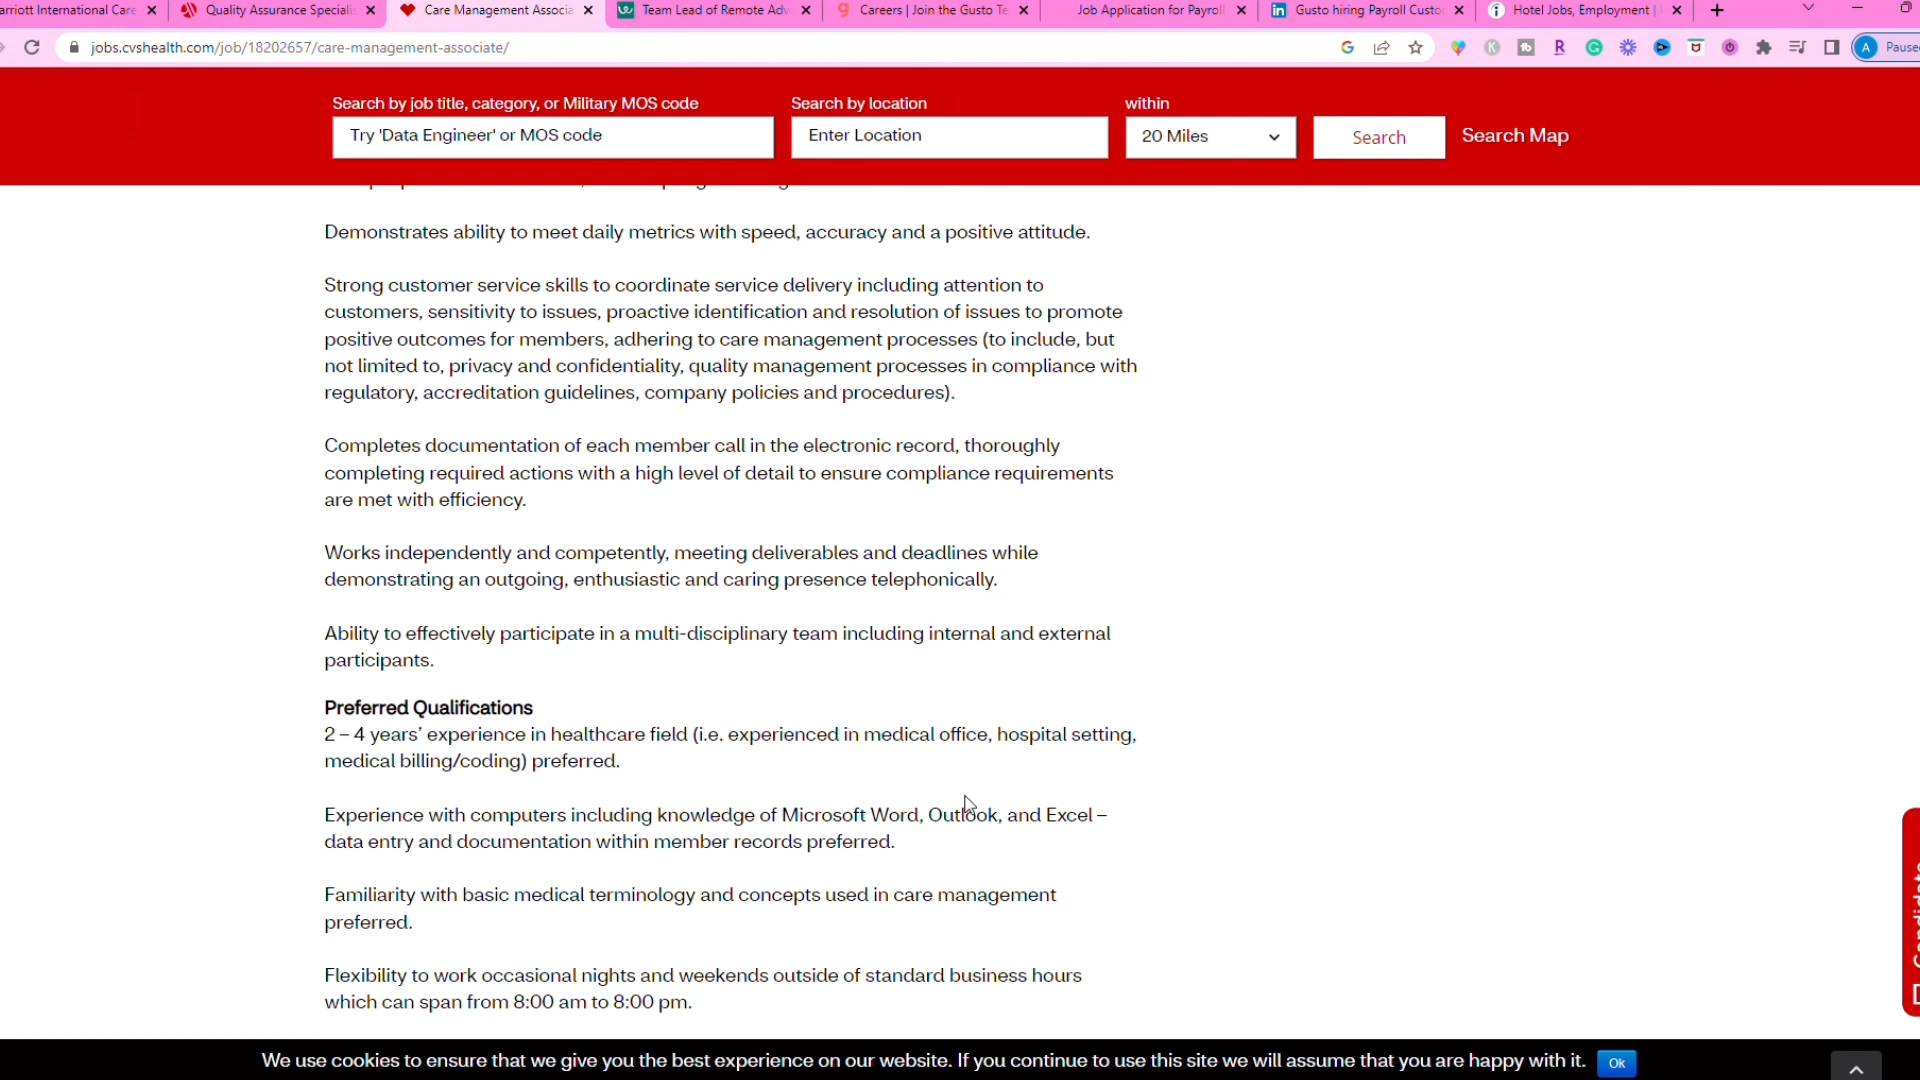 arriott International Care
Quality Assurance Speciali
Care Management Associa
Team Lead of Remote Adv
Careers | Join the Gusto Te
Job Application for Payroll
Gusto hiring Payroll Custo
Hotel Jobs, Employment |
jobs.cvshealth.com/job/18202657/care-management-associate/
A Pause
Search by job title, category, or Military MOS code
Search by location
within
Try 'Data Engineer' or MOS code
Enter Location
20 Miles
Search
Search Map
Demonstrates ability to meet daily metrics with speed, accuracy and a positive attitude.
Strong customer service skills to coordinate service delivery including attention to
customers, sensitivity to issues, proactive identification and resolution of issues to promote
positive outcomes for members, adhering to care management processes (to include, but
not limited to, privacy and confidentiality, quality management processes in compliance with
regulatory, accreditation guidelines, company policies and procedures).
Completes documentation of each member call in the electronic record, thoroughly
completing required actions with a high level of detail to ensure compliance requirements
are met with efficiency.
Works independently and competently, meeting deliverables and deadlines while
demonstrating an outgoing, enthusiastic and caring presence telephonically.
Ability to effectively participate in a multi-disciplinary team including internal and external
participants.
Preferred Qualifications
2 – 4 years' experience in healthcare field (i.e. experienced in medical office, hospital setting,
medical billing/coding) preferred.
Experience with computers including knowledge of Microsoft Word, Outlook, and Excel –
data entry and documentation within member records preferred.
Familiarity with basic medical terminology and concepts used in care management
preferred.
Flexibility to work occasional nights and weekends outside of standard business hours
which can span from 8:00 am to 8:00 pm.
We use cookies to ensure that we give you the best experience on our website. If you continue to use this site we will assume that you are happy with it.
Ok